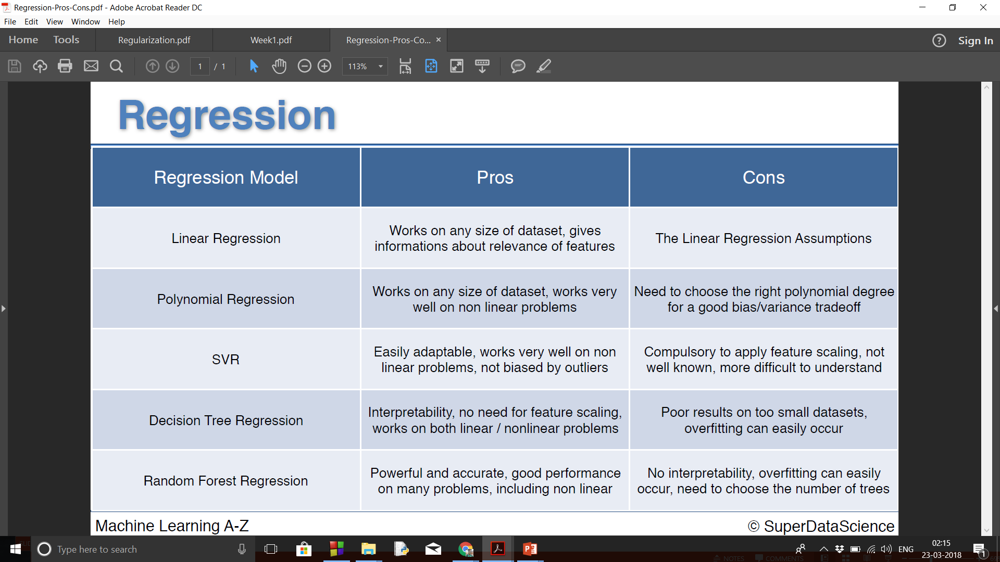 Regression-Pros-Cons.pdf - Adobe Acrobat Reader DC
File Edit View Window Help
Home Tools Regularization.pdf Week1.pdf Regression-Pros-Co... Sign In
1 / 1 113%
Regression
Regression Model Pros Cons
Linear Regression
Works on any size of dataset, gives
informations about relevance of features
The Linear Regression Assumptions
Polynomial Regression
Works on any size of dataset, works very
well on non linear problems
Need to choose the right polynomial degree
for a good bias/variance tradeoff
SVR
Easily adaptable, works very well on non
linear problems, not biased by outliers
Compulsory to apply feature scaling, not
well known, more difficult to understand
Decision Tree Regression
Interpretability, no need for feature scaling,
works on both linear / nonlinear problems
Poor results on too small datasets,
overfitting can easily occur
Random Forest Regression
Powerful and accurate, good performance
on many problems, including non linear
No interpretability, overfitting can easily
occur, need to choose the number of trees
Machine Learning A-Z
© SuperDataScience
Type here to search
ENG
02:15
23-03-2018
1
NOTES COMMENTS